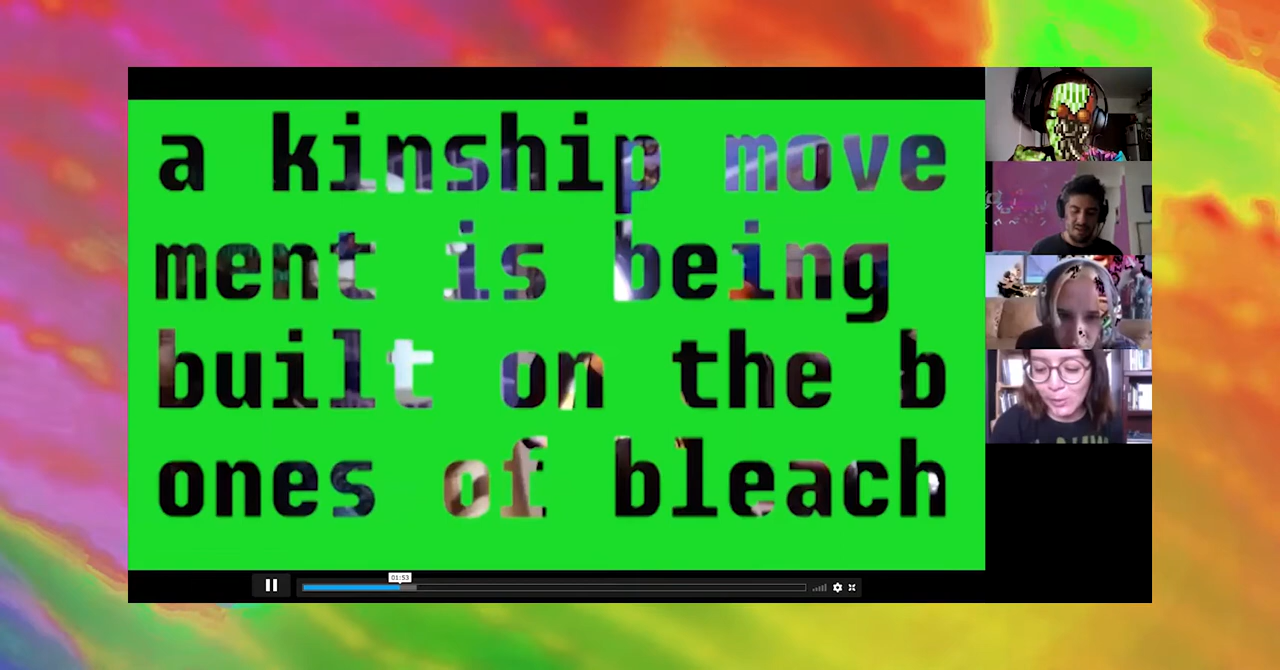 a kinship move
ment is being
built on the b
ones of bleach
01:53